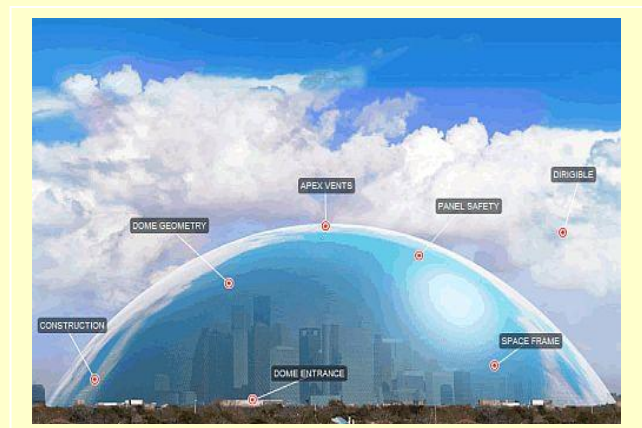 APEX VENTS
DIRIGIBLE
PANEL SAFETY
DOME GEOMETRY
CONSTRUCTION
SPACE FRAME
DOME ENTRANCE